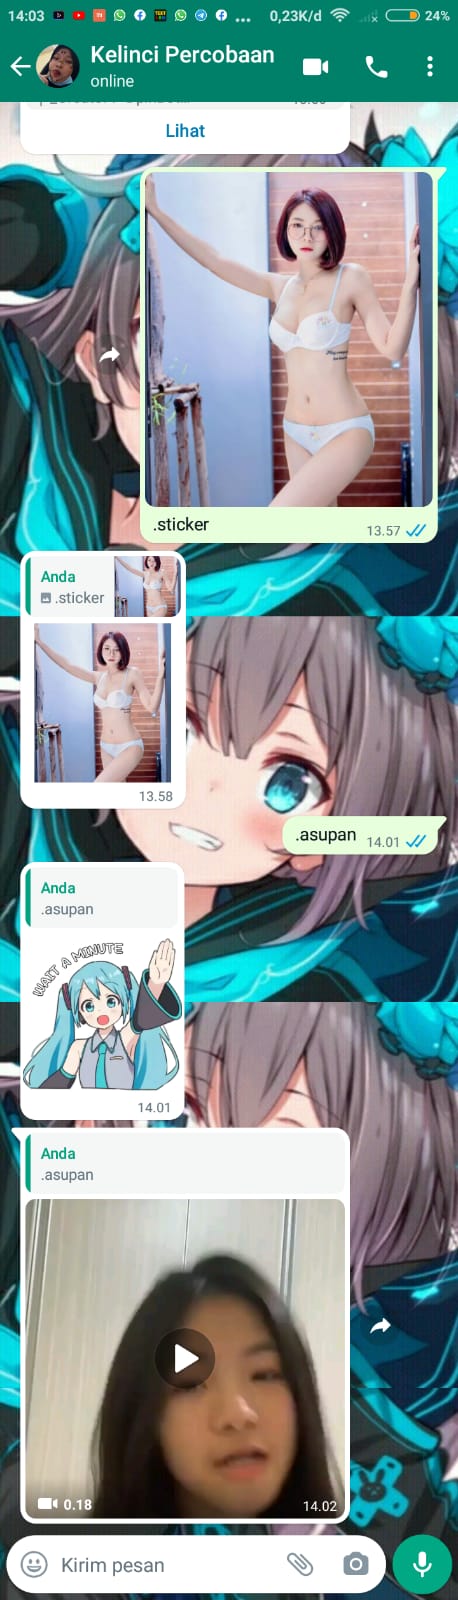 14:03
0,23K/d
24%
Kelinci Percobaan
online
Lihat
.sticker
13.57
Anda
.sticker
13.58
.asupan
14.01
Anda
.asupan
WAIT A MINUTE
14.01
Anda
.asupan
0.18
14.02
Kirim pesan